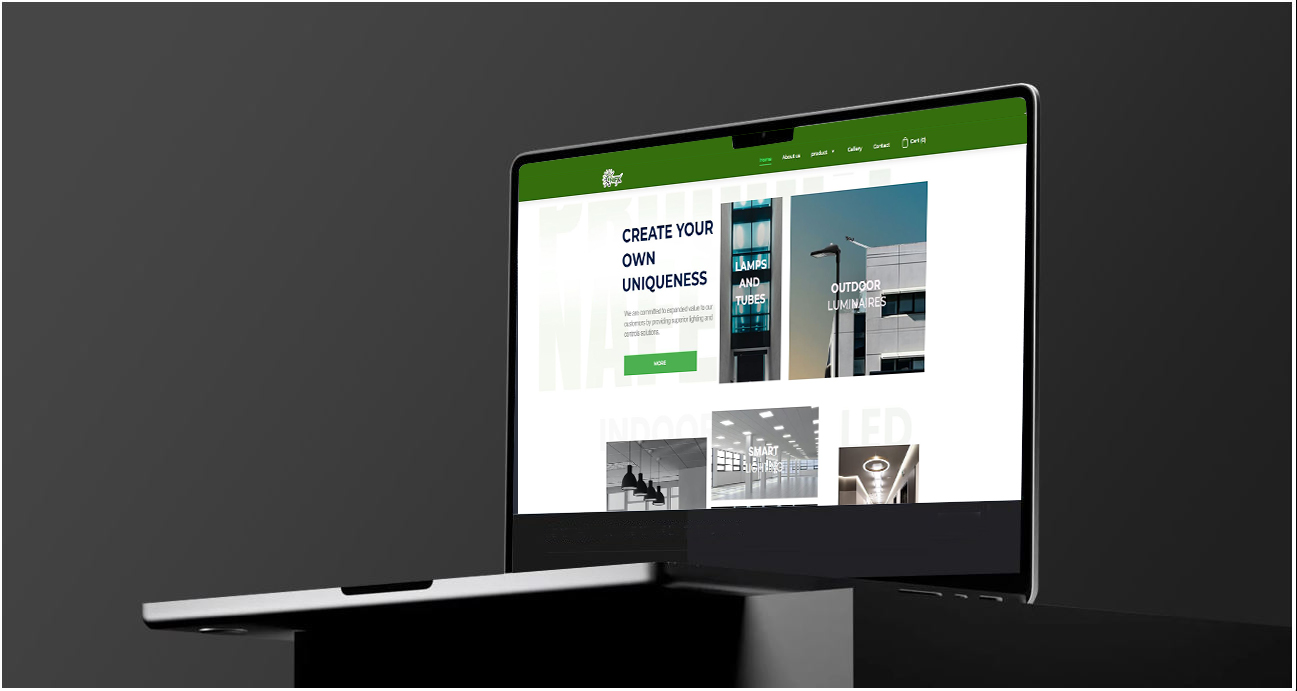 Home
About us
product
Gallery
Contact
Cart (0)
CREATE YOUR
OWN
UNIQUENESS
We are committed to expanded value to our
customers by providing superior lighting and
controls solutions.
MORE
LAMPS
AND
TUBES
OUTDOOR
LUMINAIRES
INDOOR
LED
SMART
LIGHTING